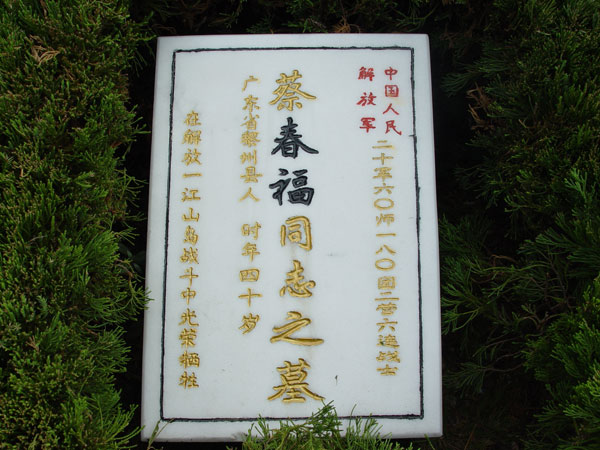 中国人民
解放军
二十军六〇师一八〇团二营六连战士
蔡春福同志之墓
广东省黎州县人 时年四十岁
在解放一江山岛战斗中光荣牺牲